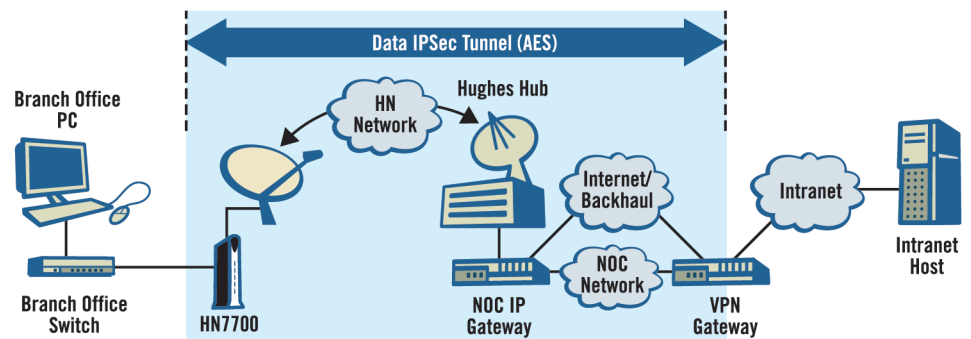 Data IPSec Tunnel (AES)
Branch Office
PC
HN
Network
Hughes Hub
Internet/
Backhaul
Intranet
Intranet
Host
Branch Office
Switch
HN7700
NOC IP
Gateway
NOC
Network
VPN
Gateway